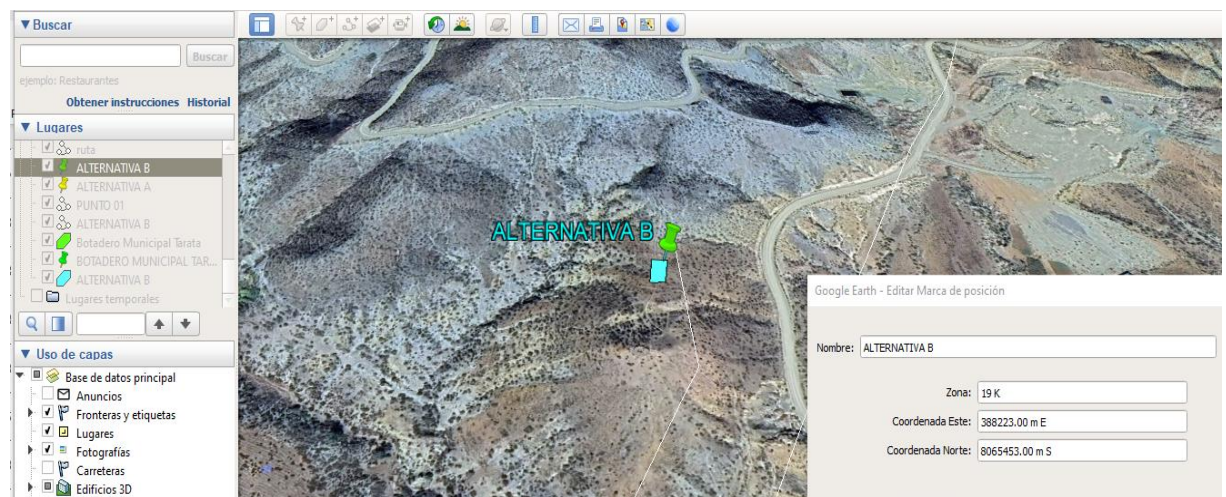 Buscar
Buscar
ejemplo: Restaurantes
Obtener instrucciones Historial
Lugares
ruta
ALTERNATIVA B
ALTERNATIVA A
PUNTO 01
ALTERNATIVA B
Botadero Municipal Tarata
BOTADERO MUNICIPAL TAR...
ALTERNATIVA B
Lugares temporales
Uso de capas
Base de datos principal
Anuncios
Fronteras y etiquetas
Lugares
Fotografías
Carreteras
Edificios 3D
ALTERNATIVA B
Google Earth - Editar Marca de posición
Nombre: ALTERNATIVA B
Zona: 19 K
Coordenada Este: 388223.00 m E
Coordenada Norte: 8065453.00 m S